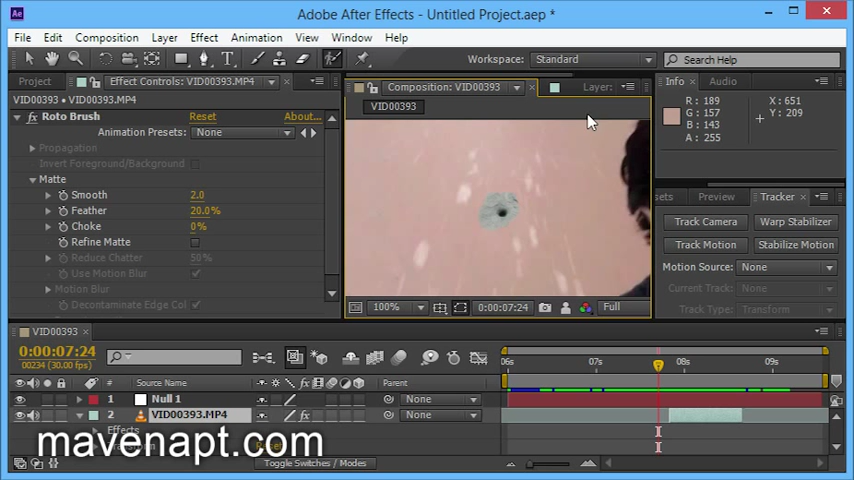 Ae Adobe After Effects - Untitled Project.aep *
File Edit Composition Layer Effect Animation View Window Help
T Workspace: Standard Search Help
Project Effect Controls: VID00393.MP4 Composition: VID00393 Layer: Info Audio
VID00393 • VID00393.MP4 VID00393
fx Roto Brush Reset About...
Animation Presets: None
Propagation
Invert Foreground/Background
Matte
Smooth 2.0
Feather 20.0%
Choke 0%
Refine Matte
Reduce Chatter 50%
Use Motion Blur
Motion Blur
Decontaminate Edge Col
R: 189 X: 651
G: 157 Y: 209
B: 143
A: 255
sets Preview Tracker
Track Camera Warp Stabilizer
Track Motion Stabilize Motion
Motion Source: None
Current Track: None
Track Type: Transform
100% 0:00:07:24 Full
VID00393
0:00:07:24
00234 (30.00 fps)
06s 07s 08s 09s
# Source Name fx Parent
1 Null 1 None
2 VID00393.MP4 fx None
Effects
Reset
Toggle Switches / Modes
mavenapt.com